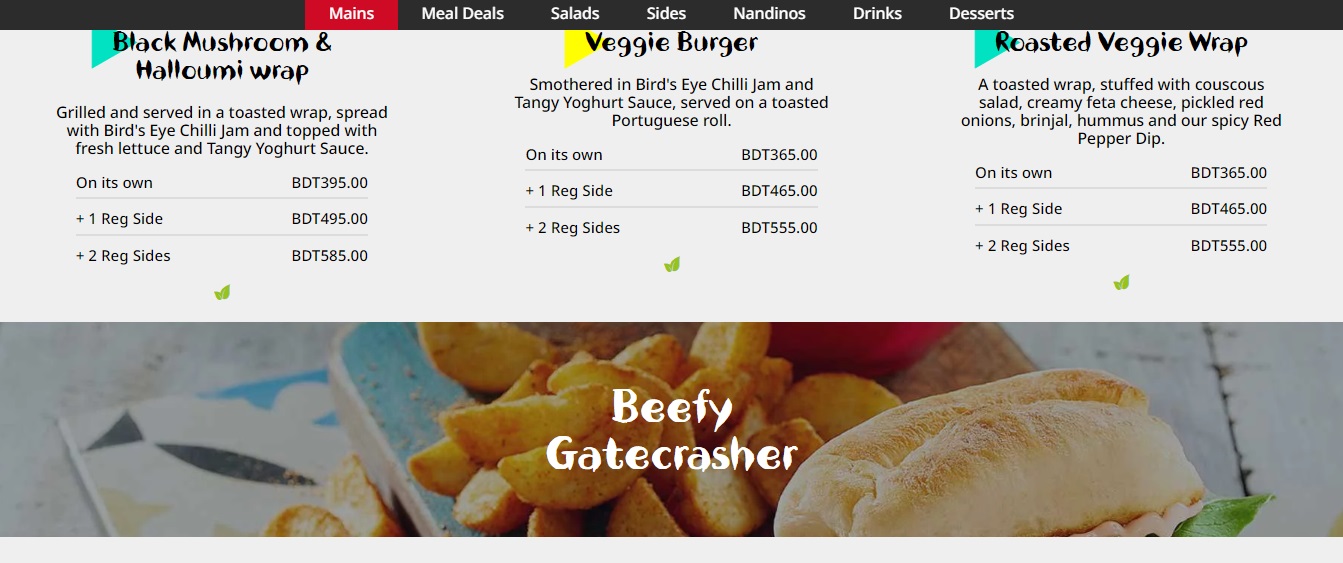 Mains Meal Deals Salads Sides Nandinos Drinks Desserts
Black Mushroom &
Halloumi wrap
Grilled and served in a toasted wrap, spread
with Bird's Eye Chilli Jam and topped with
fresh lettuce and Tangy Yoghurt Sauce.
On its own BDT395.00
+ 1 Reg Side BDT495.00
+ 2 Reg Sides BDT585.00
Veggie Burger
Smothered in Bird's Eye Chilli Jam and
Tangy Yoghurt Sauce, served on a toasted
Portuguese roll.
On its own BDT365.00
+ 1 Reg Side BDT465.00
+ 2 Reg Sides BDT555.00
Roasted Veggie Wrap
A toasted wrap, stuffed with couscous
salad, creamy feta cheese, pickled red
onions, brinjal, hummus and our spicy Red
Pepper Dip.
On its own BDT365.00
+ 1 Reg Side BDT465.00
+ 2 Reg Sides BDT555.00
Beefy
Gatecrasher